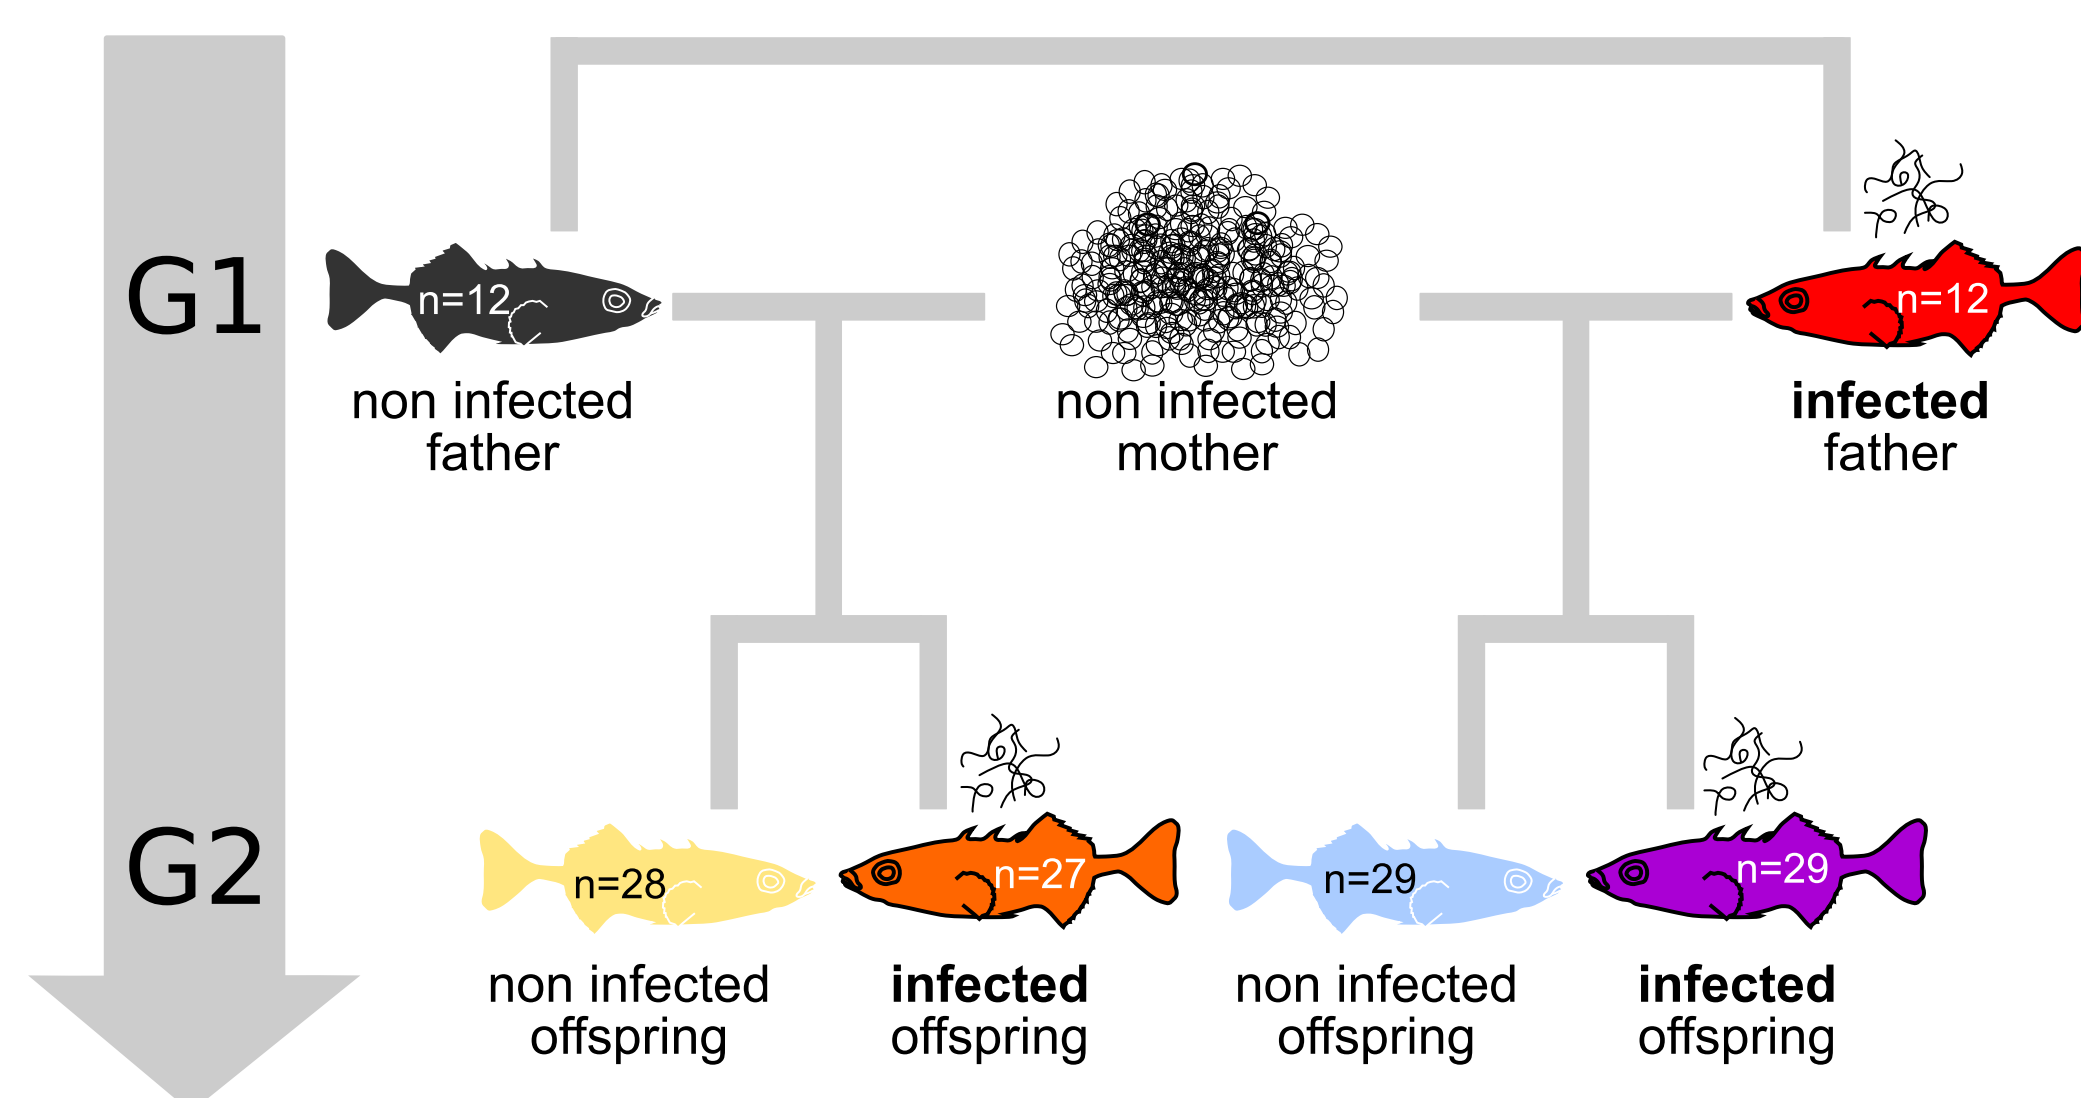 G1
n=12
n=12
non infected
father
non infected
mother
infected
father
G2
n=28
n=27
n=29
n=29
non infected
offspring
infected
offspring
non infected
offspring
infected
offspring